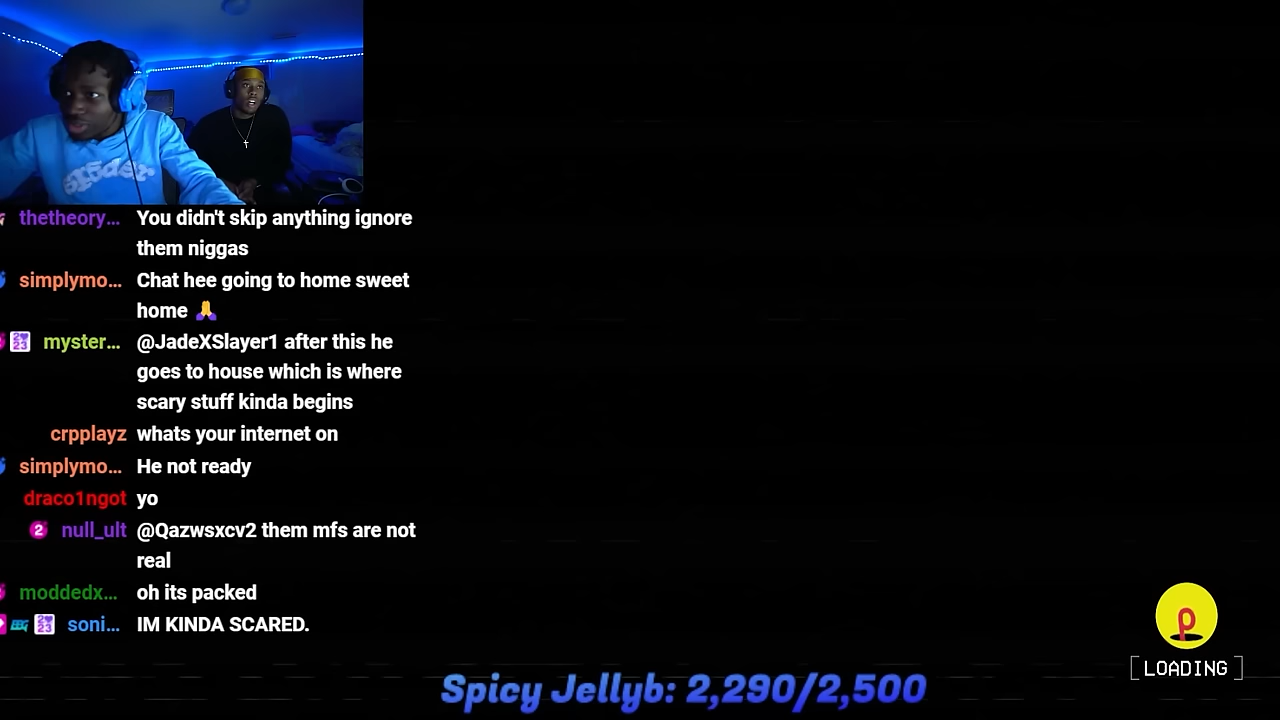 thetheory... You didn't skip anything ignore
them niggas
simplymo... Chat hee going to home sweet
home 🙏
myster... @JadeXSlayer1 after this he
goes to house which is where
scary stuff kinda begins
crpplayz whats your internet on
simplymo... He not ready
draco1ngot yo
2 null_ult @Qazwsxcv2 them mfs are not
real
moddedx... oh its packed
soni... IM KINDA SCARED.
p
[LOADING]
Spicy Jellyb: 2,290/2,500